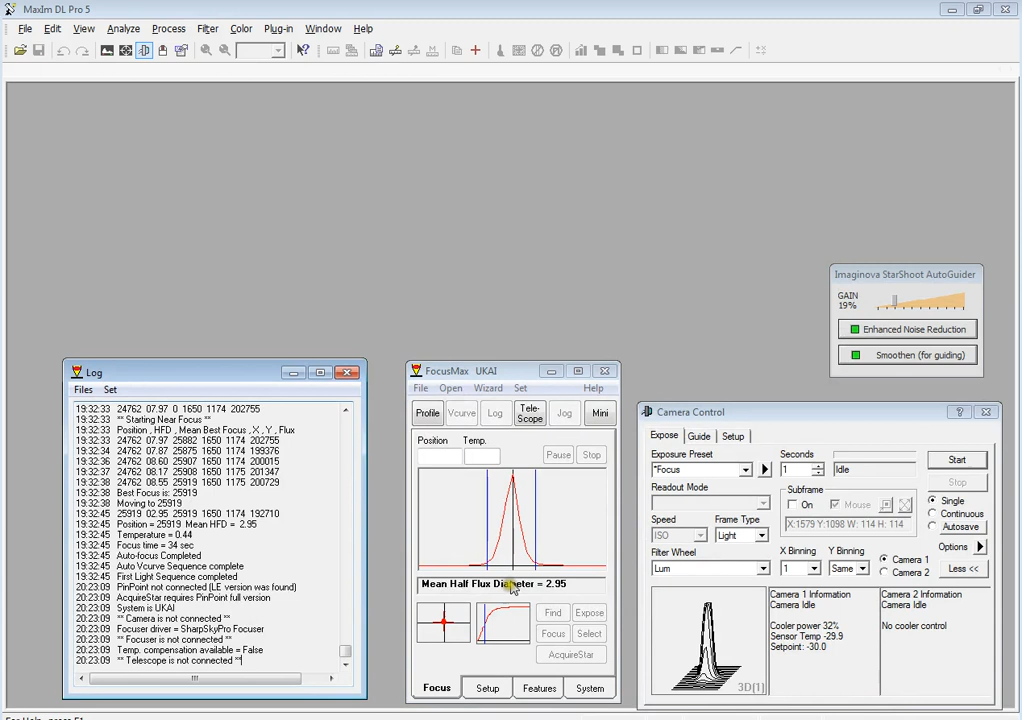 MaxIm DL Pro 5
File Edit View Analyze Process Filter Color Plug-in Window Help
Imaginova StarShoot AutoGuider
GAIN
19%
Enhanced Noise Reduction
Smoothen (for guiding)
Log
Files Set
19:32:33 24762 07.97 0 1650 1174 202755
19:32:33 ** Starting Near Focus **
19:32:33 Position , HFD , Mean Best Focus , X , Y , Flux
19:32:33 24762 07.97 25882 1650 1174 202755
19:32:34 24762 07.87 25895 1650 1174 199376
19:32:36 24762 08.60 25907 1650 1174 200015
19:32:37 24762 08.17 25908 1650 1174 201347
19:32:38 24762 08.55 25919 1650 1174 200729
19:32:38 Best Focus is: 25919
19:32:38 Moving to 25919
19:32:45 25919 02.95 25919 1650 1174 192710
19:32:45 Position = 25919 Mean HFD = 2.95
19:32:45 Temperature = 0.44
19:32:45 Focus time = 34 sec
19:32:45 Auto-focus Completed
19:32:45 Auto Vcurve Sequence complete
19:32:45 First Light Sequence completed
20:23:09 PinPoint not connected (LE version was found)
20:23:09 AcquireStar requires PinPoint full version
20:23:09 System is UKAI
20:23:09 ** Camera is not connected **
20:23:09 Focuser driver = SharpSkyPro Focuser
20:23:09 ** Focuser is not connected **
20:23:09 Temp. compensation available = False
20:23:09 ** Telescope is not connected **
FocusMax UKAI
File Open Wizard Set Help
Profile Vcurve Log Tele-Scope Jog Mini
Position Temp.
Pause Stop
Mean Half Flux Diameter = 2.95
Find Expose
Focus Select
AcquireStar
Focus Setup Features System
Camera Control
Expose Guide Setup
Exposure Preset Seconds
*Focus 1 Idle Start
Readout Mode Subframe Stop
On Mouse Single
Speed Frame Type X:1579 Y:1098 W: 114 H: 114 Continuous
ISO Light Autosave
Filter Wheel X Binning Y Binning Camera 1 Options
Lum 1 Same Camera 2 Less <<
3D[1]
Camera 1 Information
Camera Idle
Cooler power 32%
Sensor Temp -29.9
Setpoint: -30.0
Camera 2 Information
No cooler control